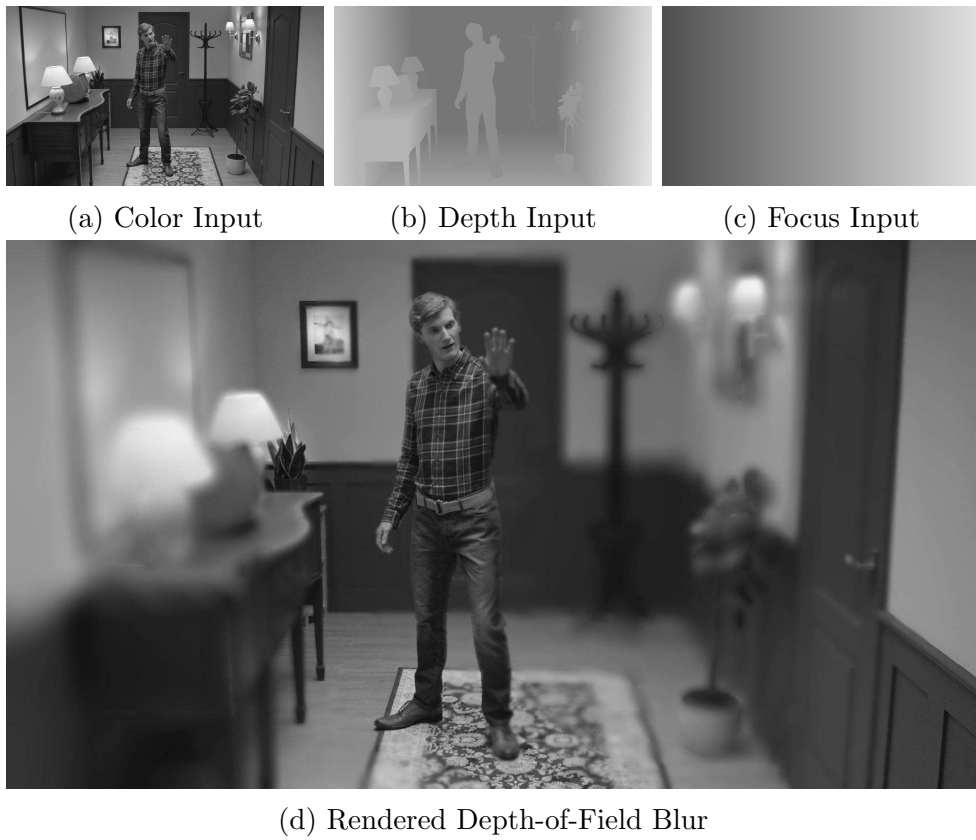 (a) Color Input
(b) Depth Input
(c) Focus Input
(d) Rendered Depth-of-Field Blur